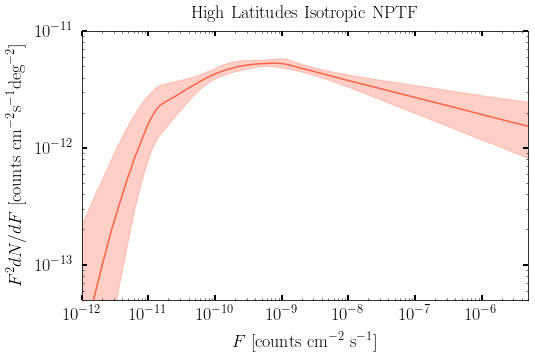 High Latitudes Isotropic NPTF
F²dN/dF [counts cm⁻²s⁻¹deg⁻²]
10⁻¹¹
10⁻¹²
10⁻¹³
10⁻¹² 10⁻¹¹ 10⁻¹⁰ 10⁻⁹ 10⁻⁸ 10⁻⁷ 10⁻⁶
F [counts cm⁻² s⁻¹]